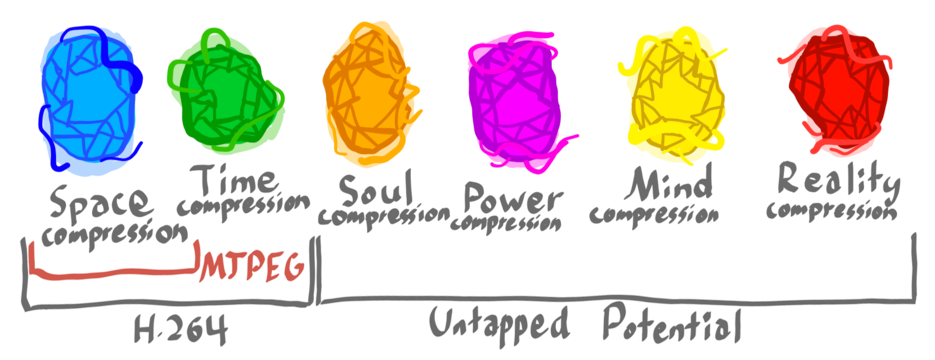 Space
compression
Time
compression
Soul
compression
Power
compression
Mind
compression
Reality
compression
MJPEG
H.264
Untapped Potential